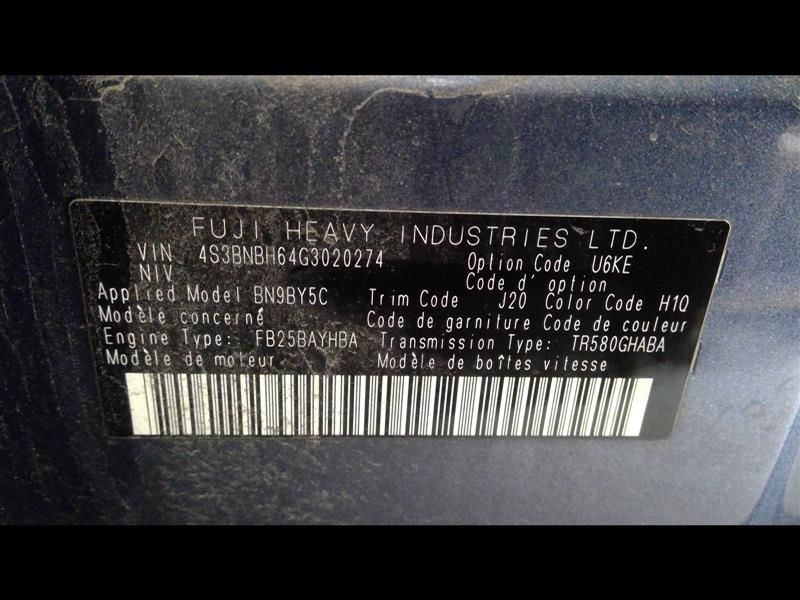 FUJI HEAVY INDUSTRIES LTD.
VIN 4S3BNBH64G3020274 Option Code U6KE
NIV Code d' option
Applied Model BN9BY5C Trim Code J20 Color Code H1Q
Modèle concerné Code de garniture Code de couleur
Engine Type: FB25BAYHBA Transmission Type: TR580GHABA
Modèle de moteur Modèle de boîtes vitesse